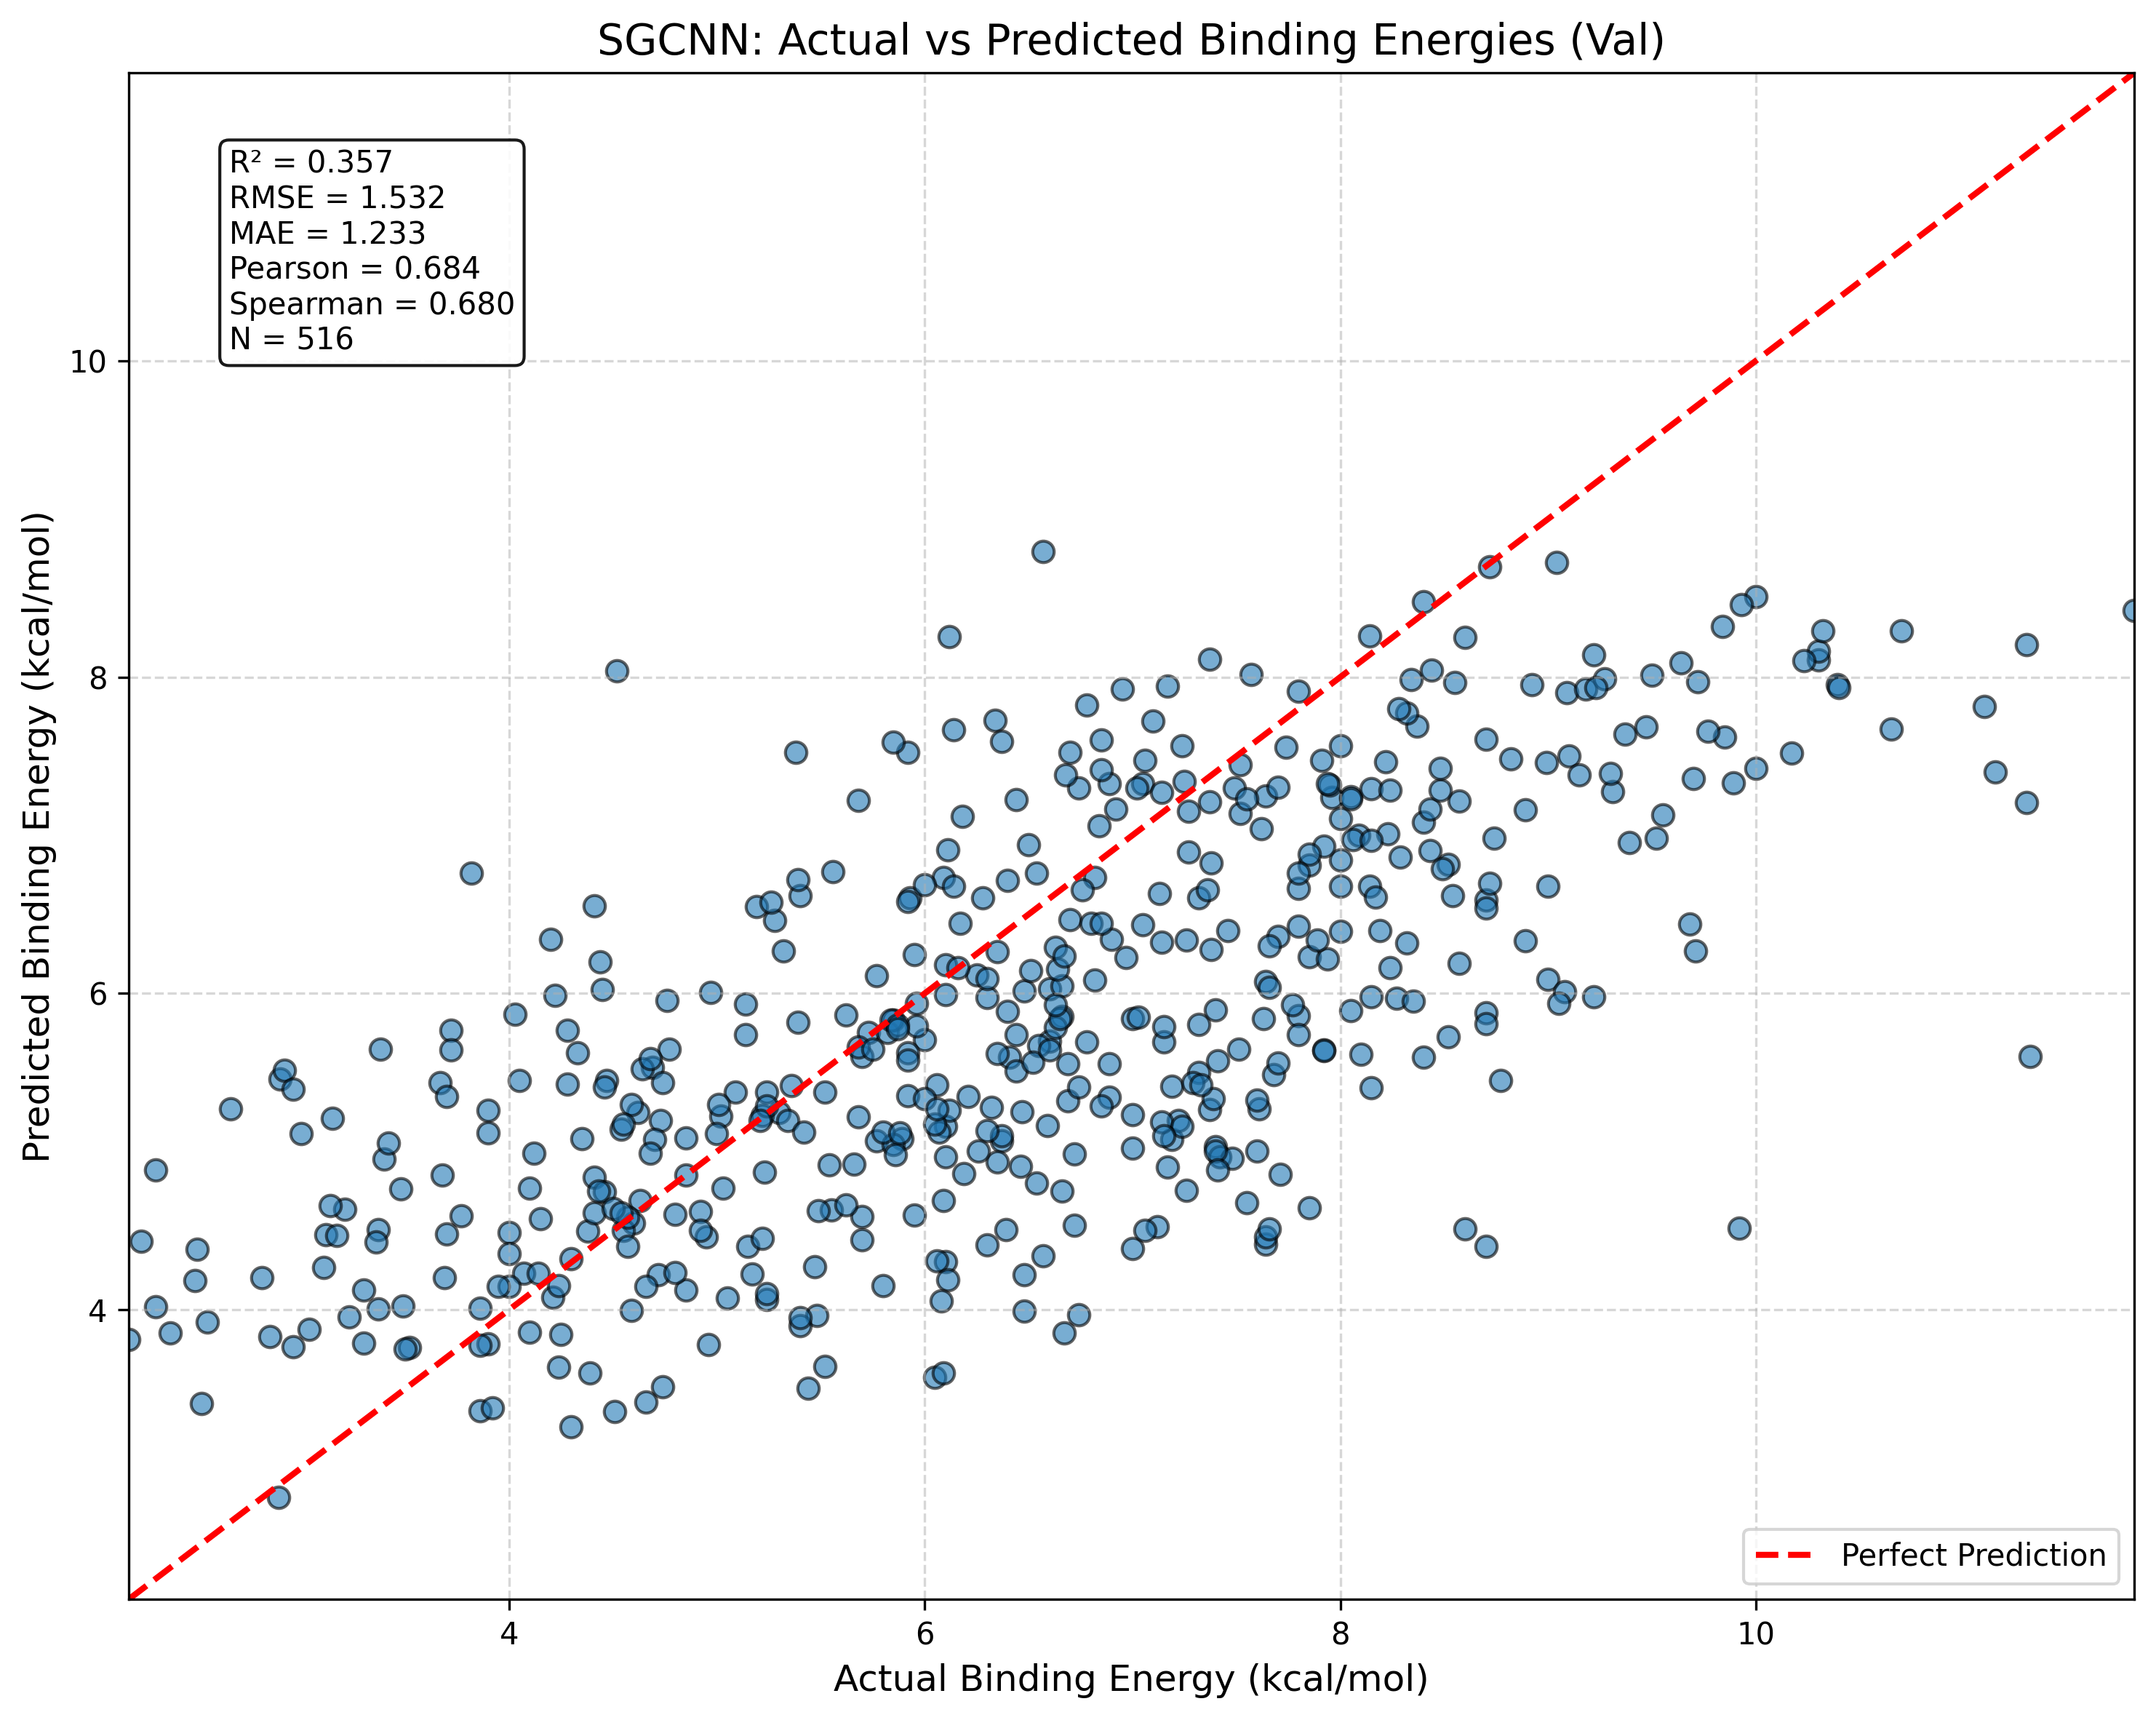 SGCNN: Actual vs Predicted Binding Energies (Val)
R² = 0.357
RMSE = 1.532
MAE = 1.233
Pearson = 0.684
Spearman = 0.680
N = 516
Predicted Binding Energy (kcal/mol)
10
8
6
4
Perfect Prediction
4 6 8 10
Actual Binding Energy (kcal/mol)